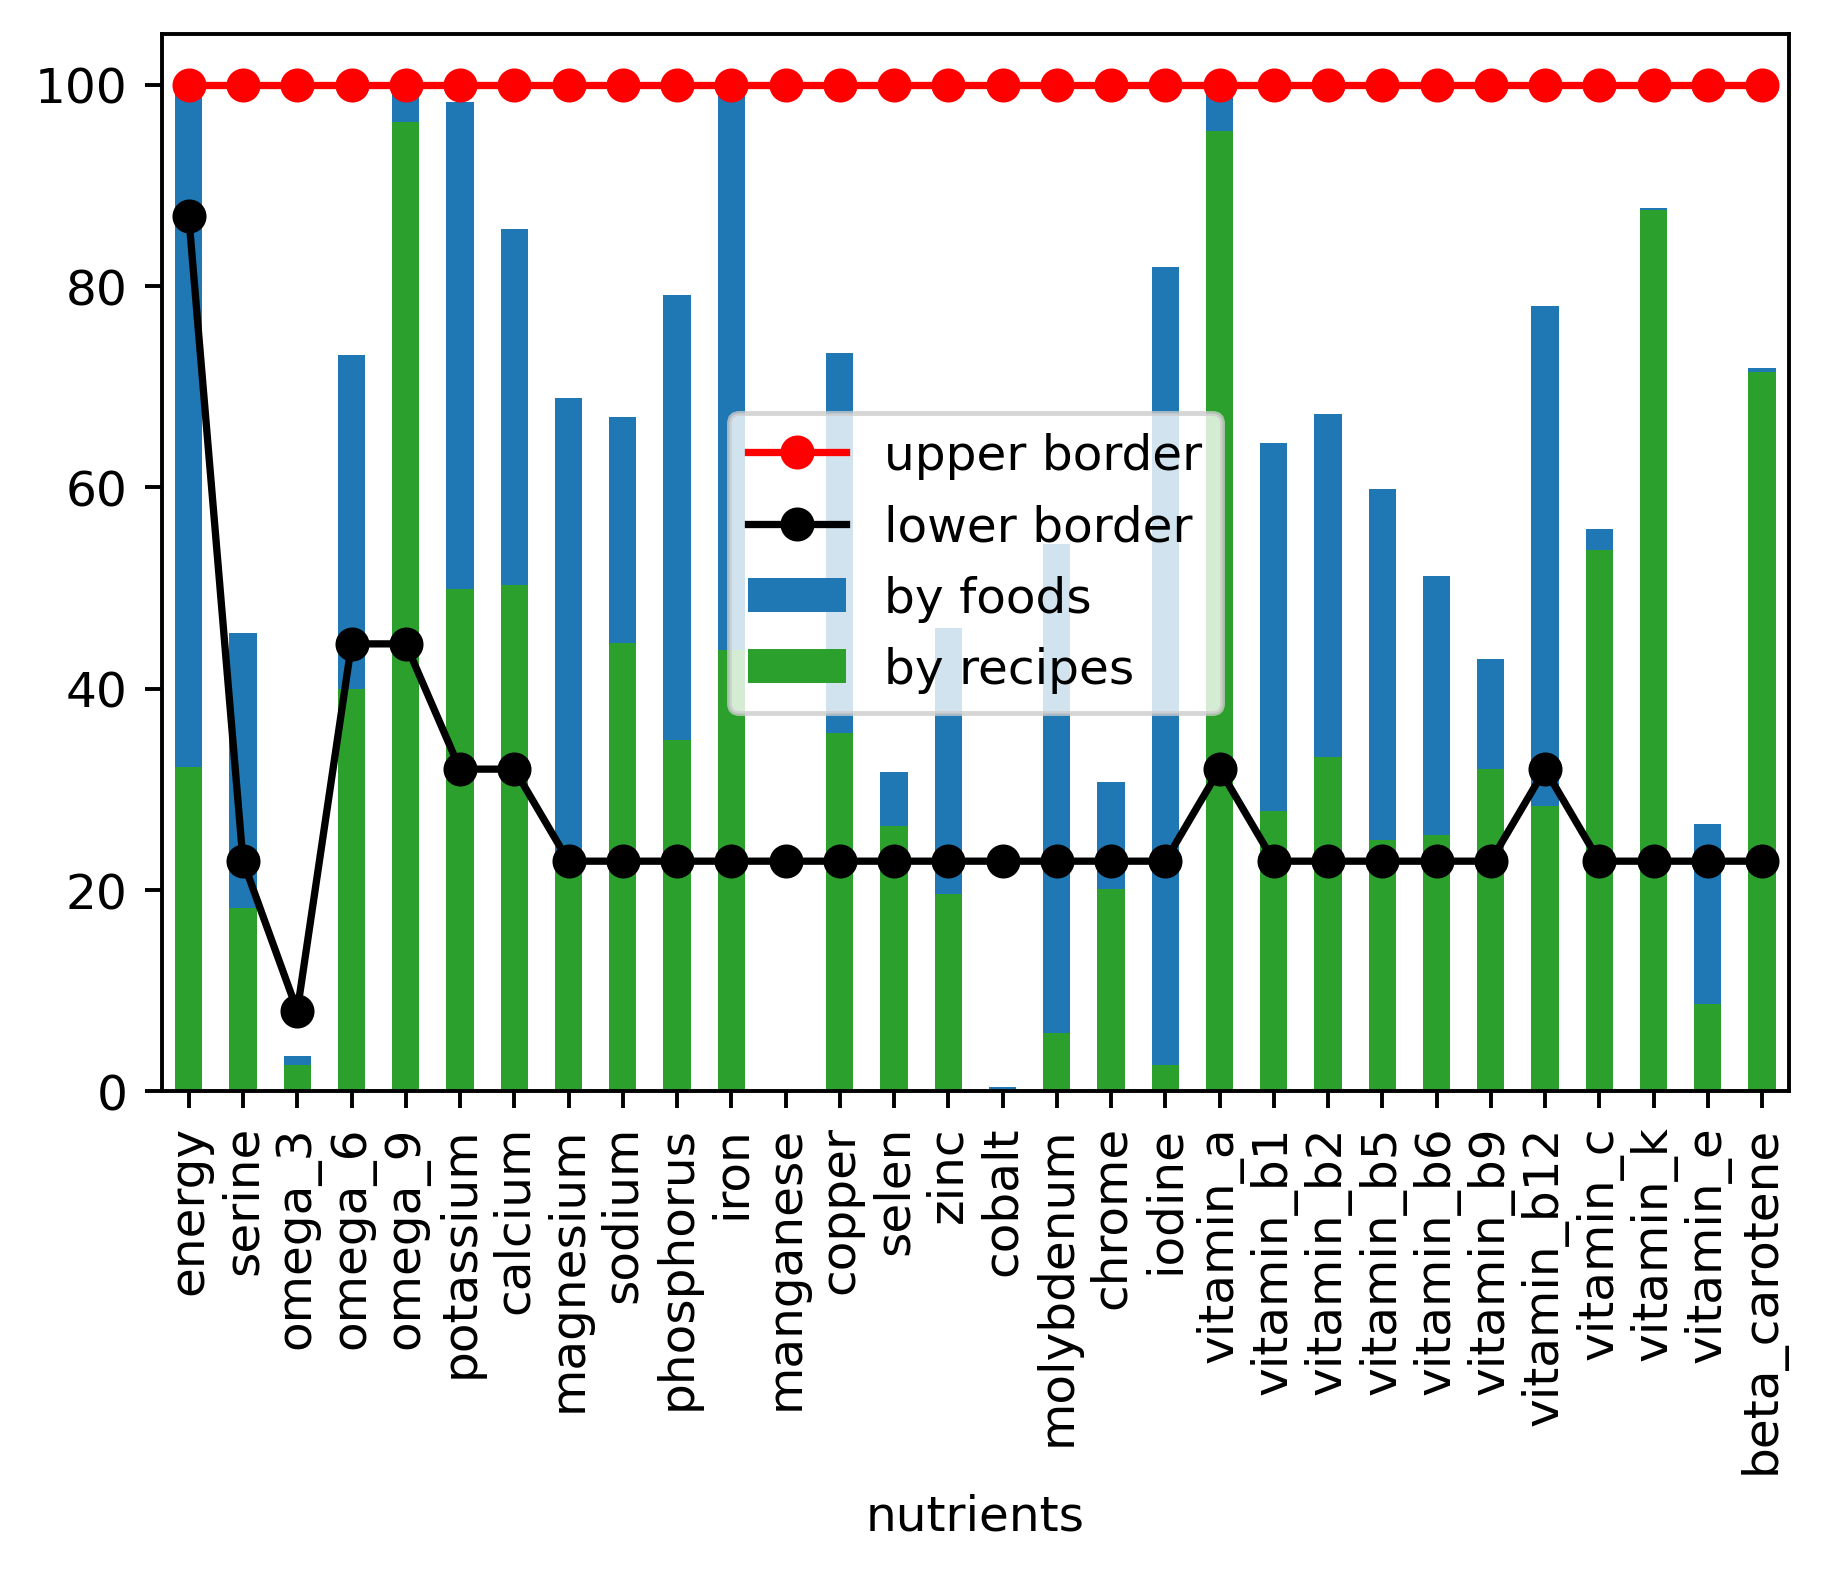 100
80
60
40
20
0
upper border
lower border
by foods
by recipes
energy
serine
omega_3
omega_6
omega_9
potassium
calcium
magnesium
sodium
phosphorus
iron
manganese
copper
selen
zinc
cobalt
molybdenum
chrome
iodine
vitamin_a
vitamin_b1
vitamin_b2
vitamin_b5
vitamin_b6
vitamin_b9
vitamin_b12
vitamin_c
vitamin_k
vitamin_e
beta_carotene
nutrients